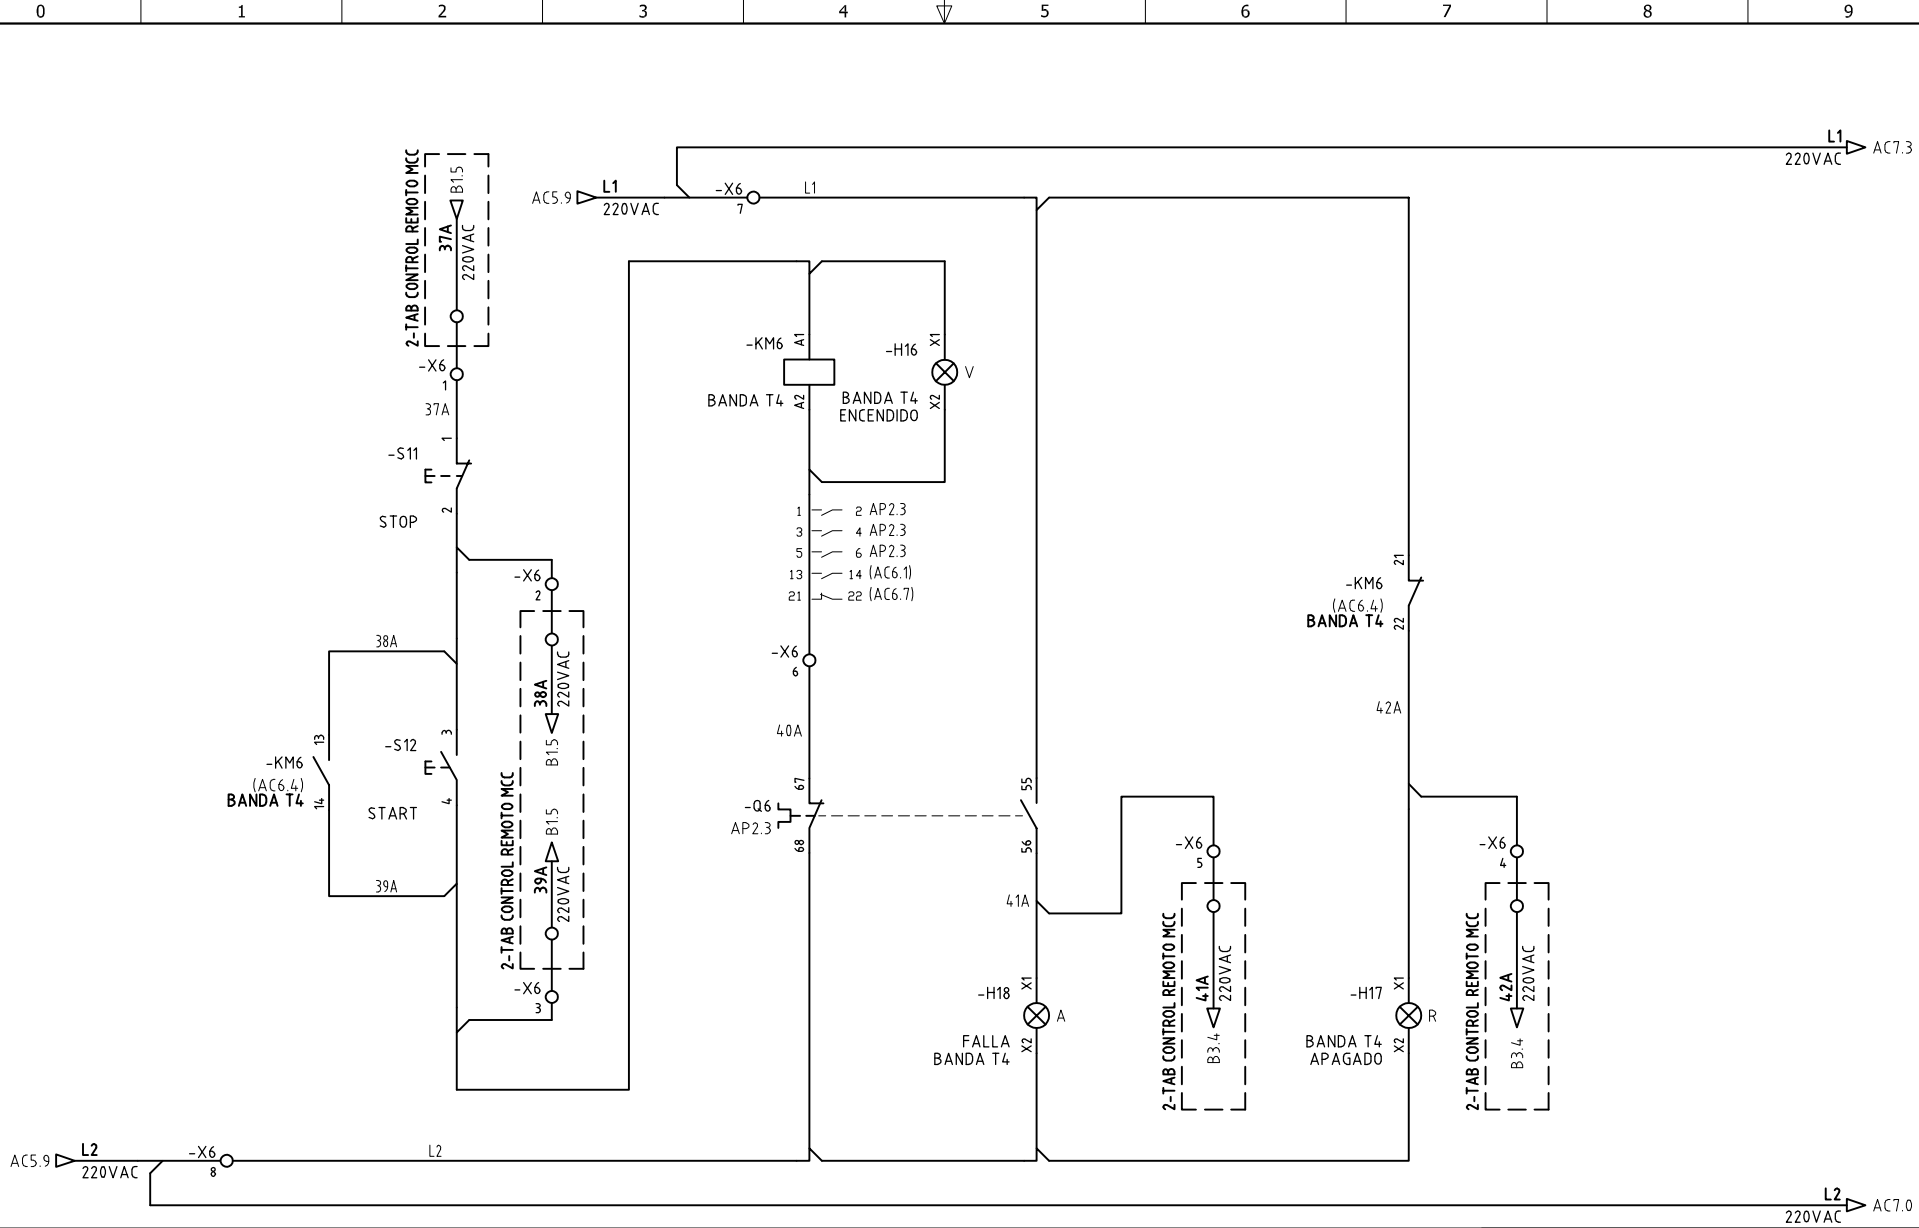 0 1 2 3 4 5 6 7 8 9
L1
220VAC
AC7.3
2-TAB CONTROL REMOTO MCC
B1.5
37A
220VAC
-X6
1
37A
1
-S11
2
STOP
AC5.9
L1
220VAC
-X6
7
L1
-KM6
A1
BANDA T4
A2
-H16
X1
V
BANDA T4
ENCENDIDO
X2
1 2 AP2.3
3 4 AP2.3
5 6 AP2.3
13 14 (AC6.1)
21 22 (AC6.7)
-X6
6
40A
-X6
2
2-TAB CONTROL REMOTO MCC
38A
220VAC
B1.5
B1.5
39A
220VAC
-X6
3
38A
13
-KM6
(AC6.4)
BANDA T4
14
39A
3
-S12
4
START
67
-Q6
AP2.3
68
55
56
41A
-X6
5
2-TAB CONTROL REMOTO MCC
41A
220VAC
B3.4
-H18
X1
A
FALLA
BANDA T4
X2
21
-KM6
(AC6.4)
BANDA T4
22
42A
-X6
4
2-TAB CONTROL REMOTO MCC
42A
220VAC
B3.4
-H17
X1
R
BANDA T4
APAGADO
X2
AC5.9
L2
220VAC
-X6
8
L2
L2
220VAC
AC7.0